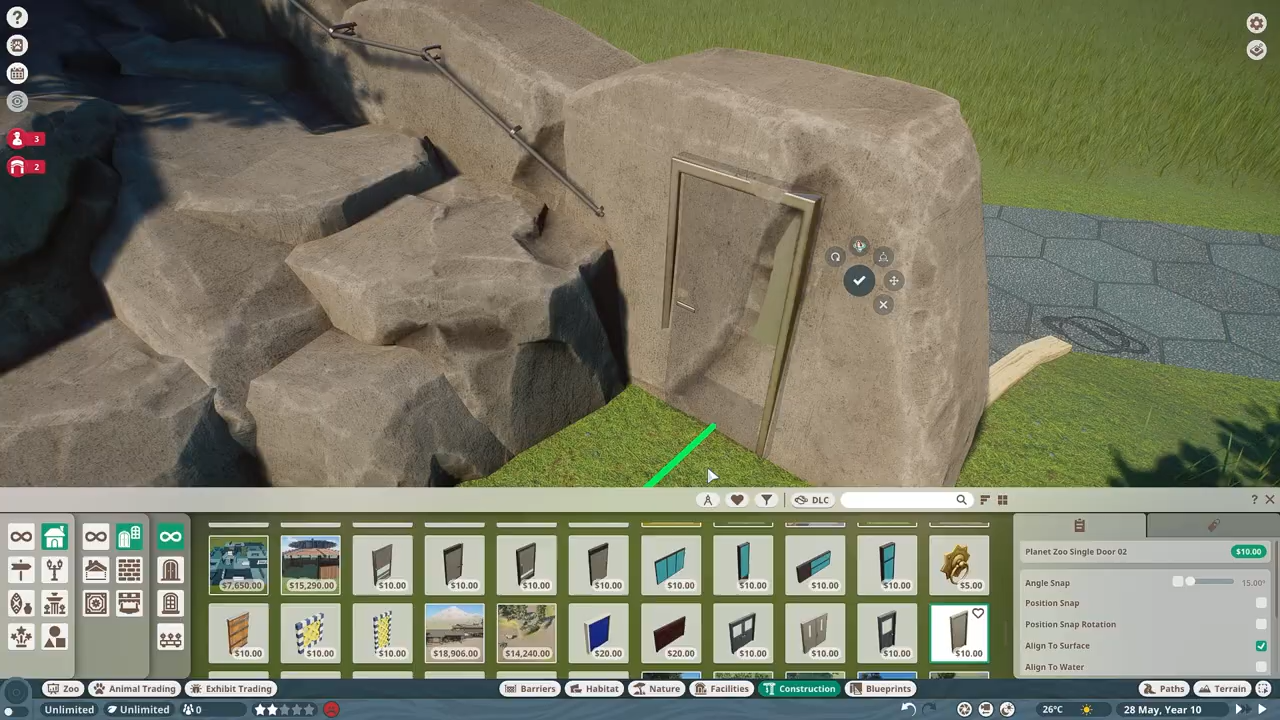 ?
3
2
DLC
? ×
Planet Zoo Single Door 02 $10.00
Angle Snap 15.00°
Position Snap
Position Snap Rotation
Align To Surface
Align To Water
$7,650.00 $15,290.00 $10.00 $10.00 $10.00 $10.00 $10.00 $10.00 $10.00 $10.00 $5.00
$10.00 $10.00 $10.00 $18,906.00 $14,240.00 $20.00 $20.00 $10.00 $10.00 $10.00 $10.00
Zoo Animal Trading Exhibit Trading Barriers Habitat Nature Facilities Construction Blueprints Paths Terrain
Unlimited Unlimited 0 26°C 28 May, Year 10